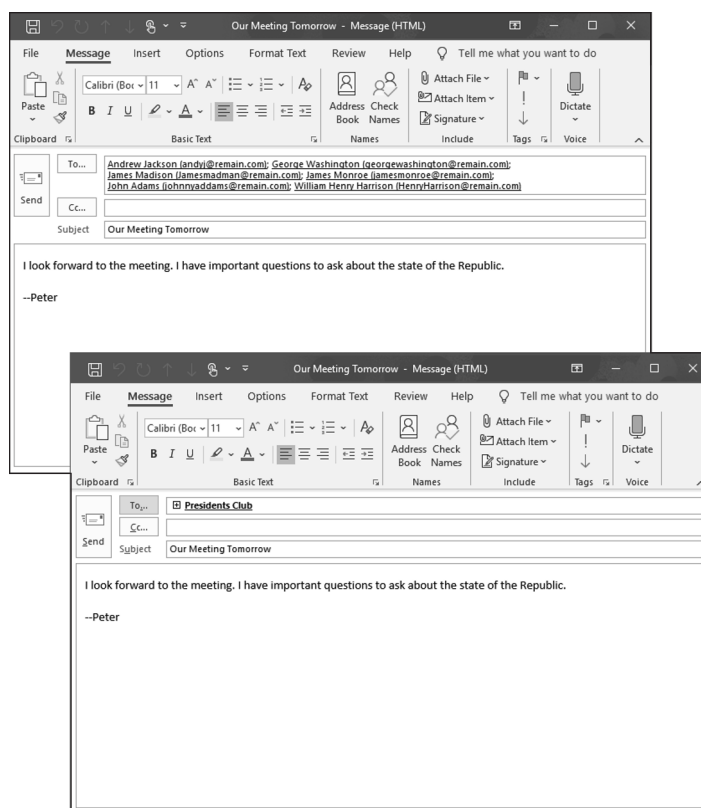 Our Meeting Tomorrow - Message (HTML)
File Message Insert Options Format Text Review Help Tell me what you want to do
Calibri (Boc 11 A^ A˅
Paste
B I U A
Address Book
Check Names
Attach File
Attach Item
Signature
Dictate
Clipboard Basic Text Names Include Tags Voice
Send
To... Andrew Jackson (andyj@remain.com); George Washington (georgewashington@remain.com);
James Madison (Jamesmadman@remain.com); James Monroe (jamesmonroe@remain.com);
John Adams (johnnyaddams@remain.com); William Henry Harrison (HenryHarrison@remain.com)
Cc...
Subject Our Meeting Tomorrow
I look forward to the meeting. I have important questions to ask about the state of the Republic.
--Peter
Our Meeting Tomorrow - Message (HTML)
File Message Insert Options Format Text Review Help Tell me what you want to do
Calibri (Boc 11 A^ A˅
Paste
B I U A
Address Book
Check Names
Attach File
Attach Item
Signature
Dictate
Clipboard Basic Text Names Include Tags Voice
Send
To... Presidents Club
Cc...
Subject Our Meeting Tomorrow
I look forward to the meeting. I have important questions to ask about the state of the Republic.
--Peter